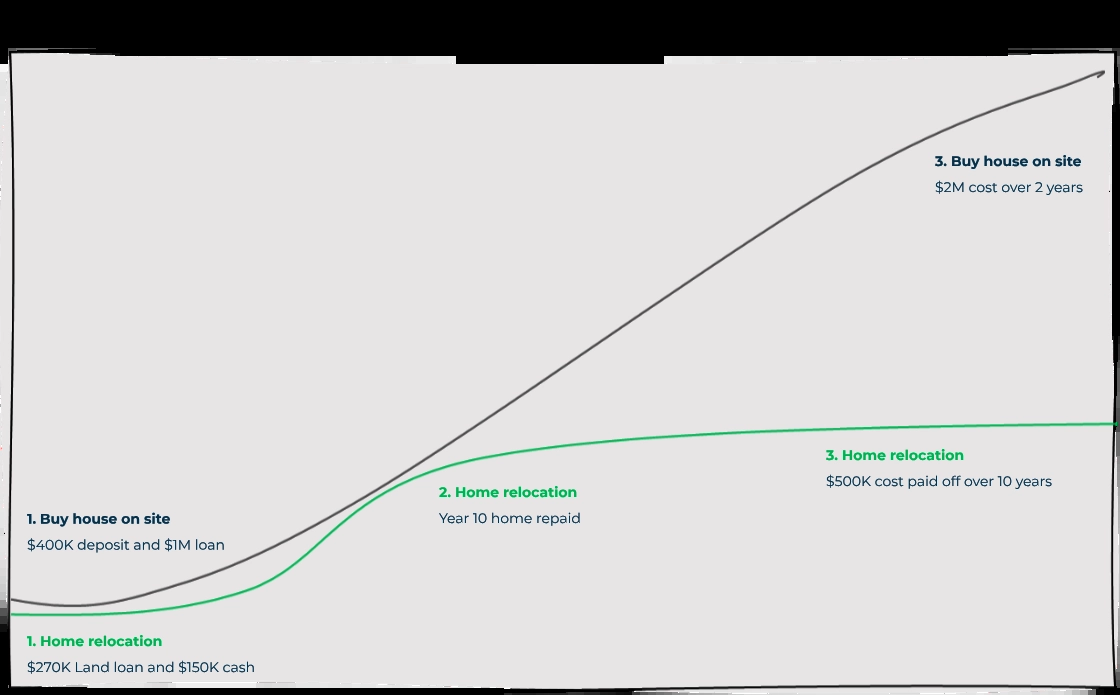 3. Buy house on site
$2M cost over 2 years
3. Home relocation
$500K cost paid off over 10 years
2. Home relocation
Year 10 home repaid
1. Buy house on site
$400K deposit and $1M loan
1. Home relocation
$270K Land loan and $150K cash